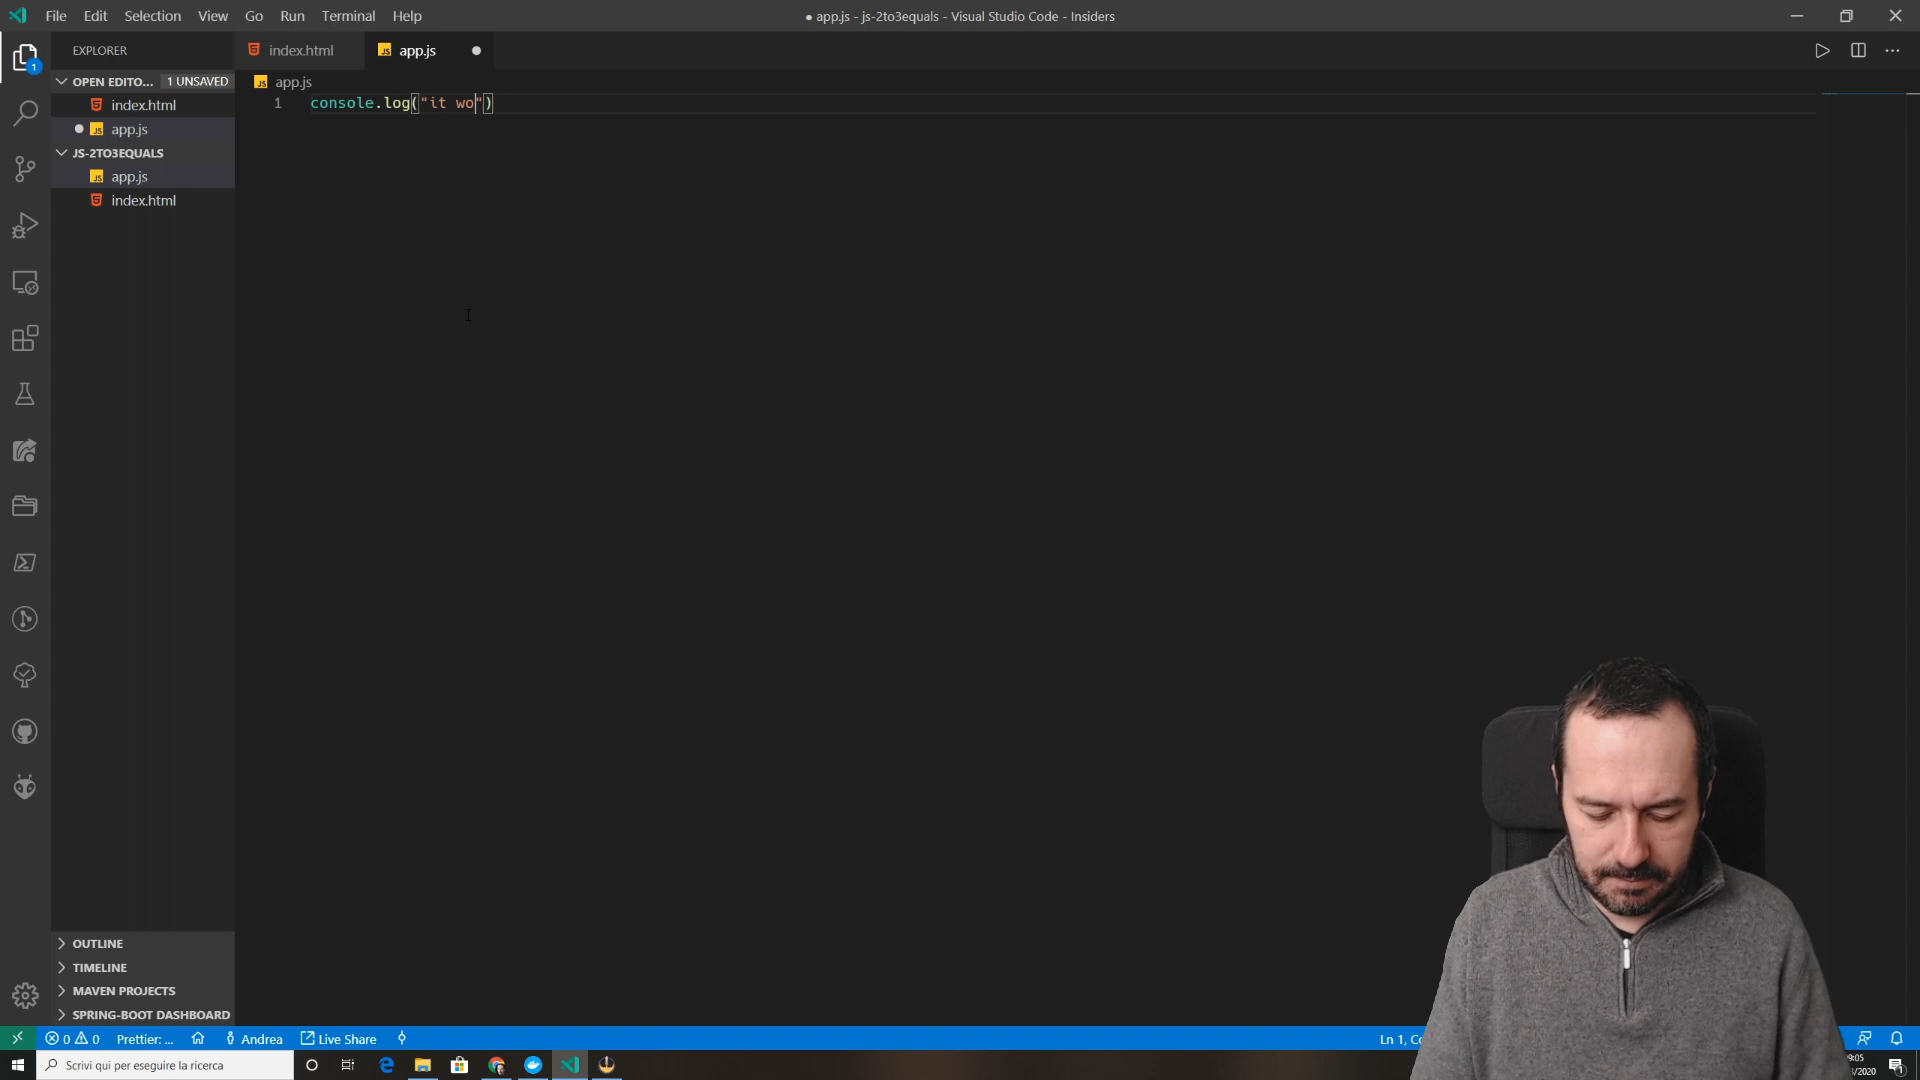 File Edit Selection View Go Run Terminal Help
● app.js - js-2to3equals - Visual Studio Code - Insiders
EXPLORER
index.html
app.js
OPEN EDITO... 1 UNSAVED
index.html
app.js
JS-2TO3EQUALS
app.js
index.html
JS app.js
1 console.log("it wo")
OUTLINE
TIMELINE
MAVEN PROJECTS
SPRING-BOOT DASHBOARD
0 0 Prettier: ... Andrea Live Share
Ln 1,
Scrivi qui per eseguire la ricerca